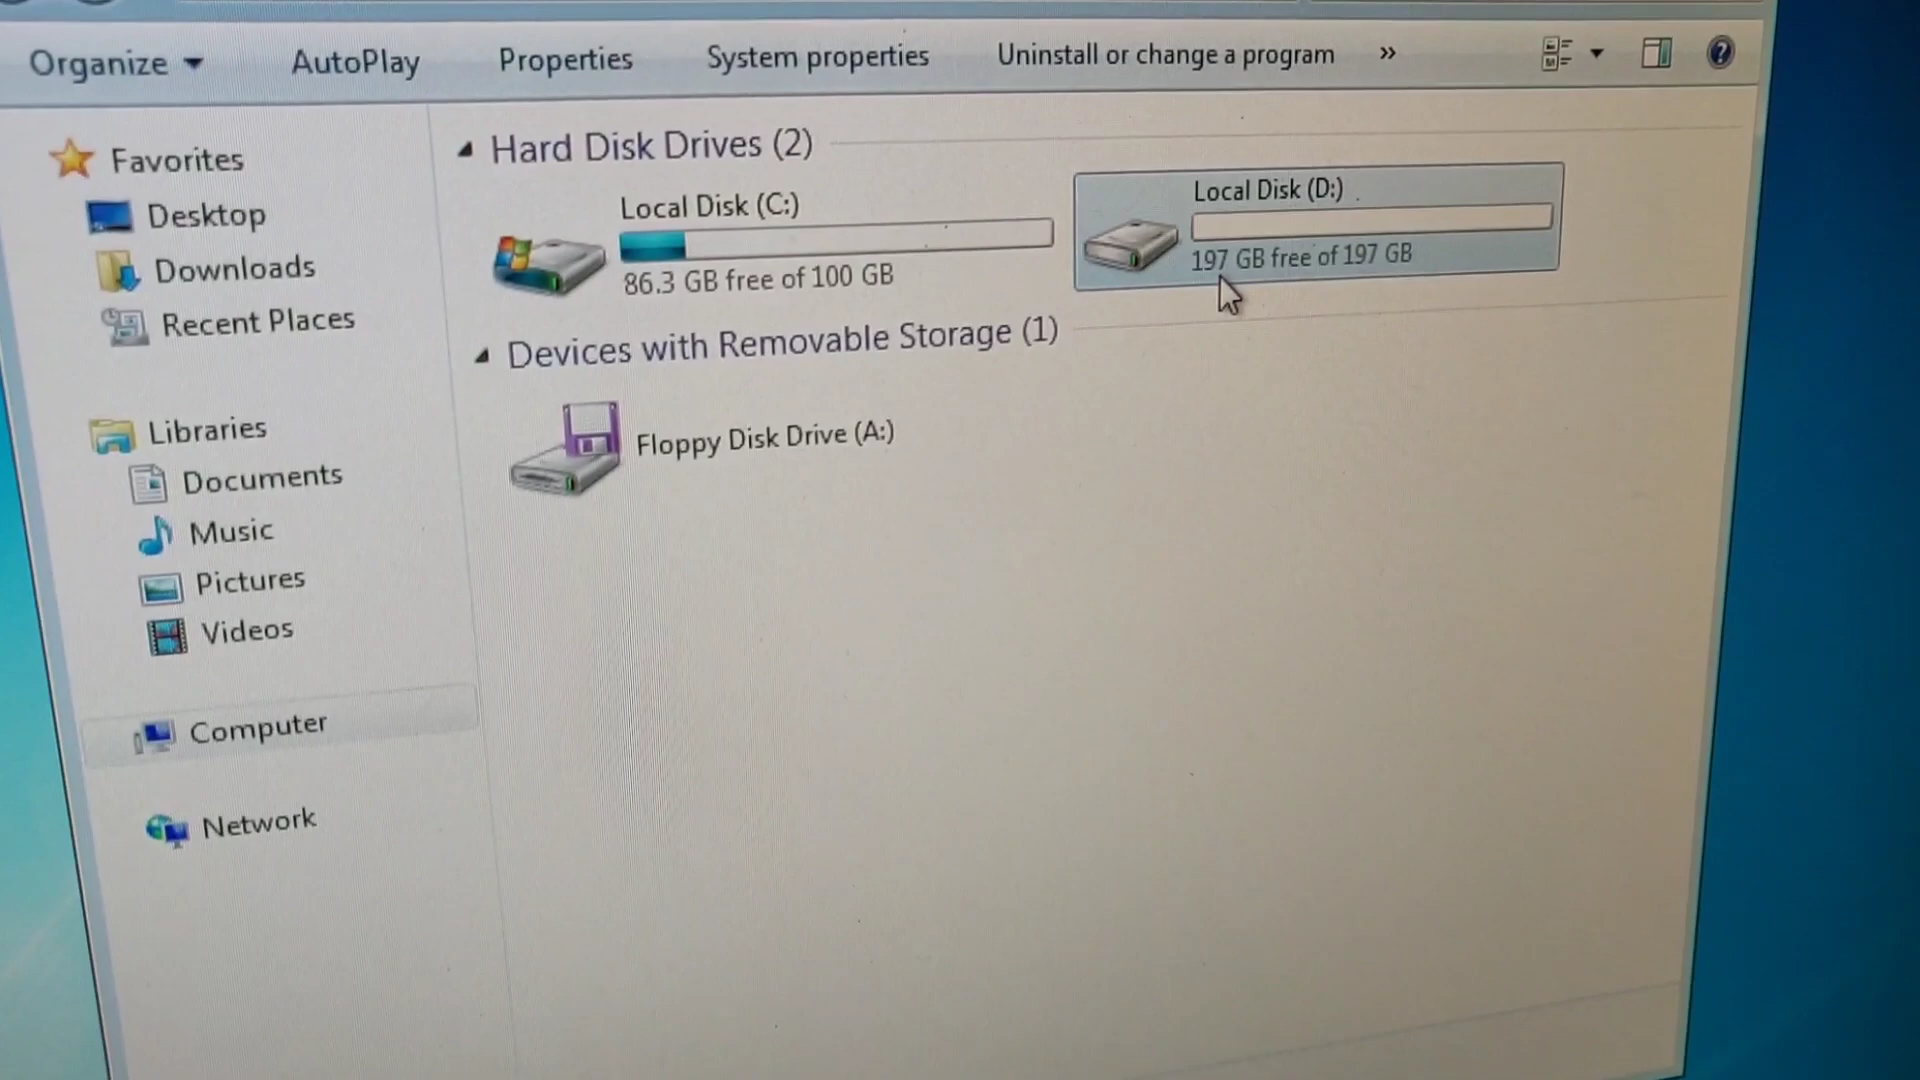 Organize
AutoPlay
Properties
System properties
Uninstall or change a program
»
Favorites
Desktop
Downloads
Recent Places
Libraries
Documents
Music
Pictures
Videos
Computer
Network
Hard Disk Drives (2)
Local Disk (C:)
86.3 GB free of 100 GB
Local Disk (D:)
197 GB free of 197 GB
Devices with Removable Storage (1)
Floppy Disk Drive (A:)